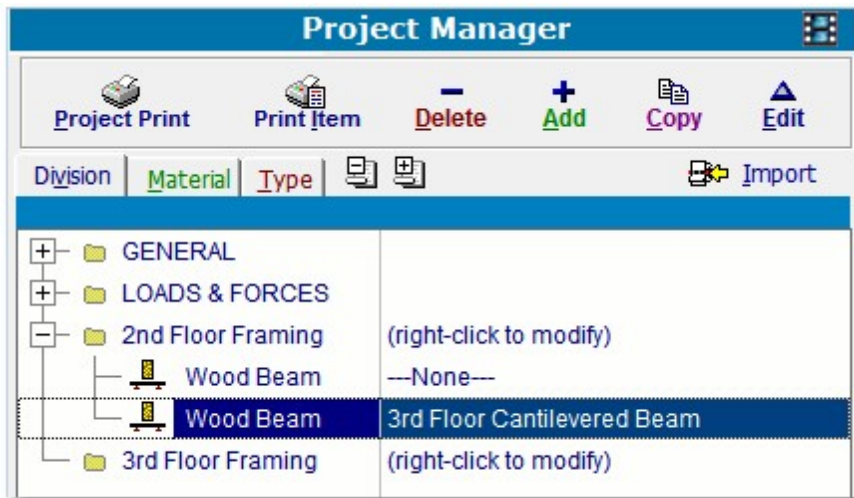 Project Manager
Project Print Print Item Delete Add Copy Edit
Division Material Type Import
GENERAL
LOADS & FORCES
2nd Floor Framing (right-click to modify)
Wood Beam ---None---
Wood Beam 3rd Floor Cantilevered Beam
3rd Floor Framing (right-click to modify)